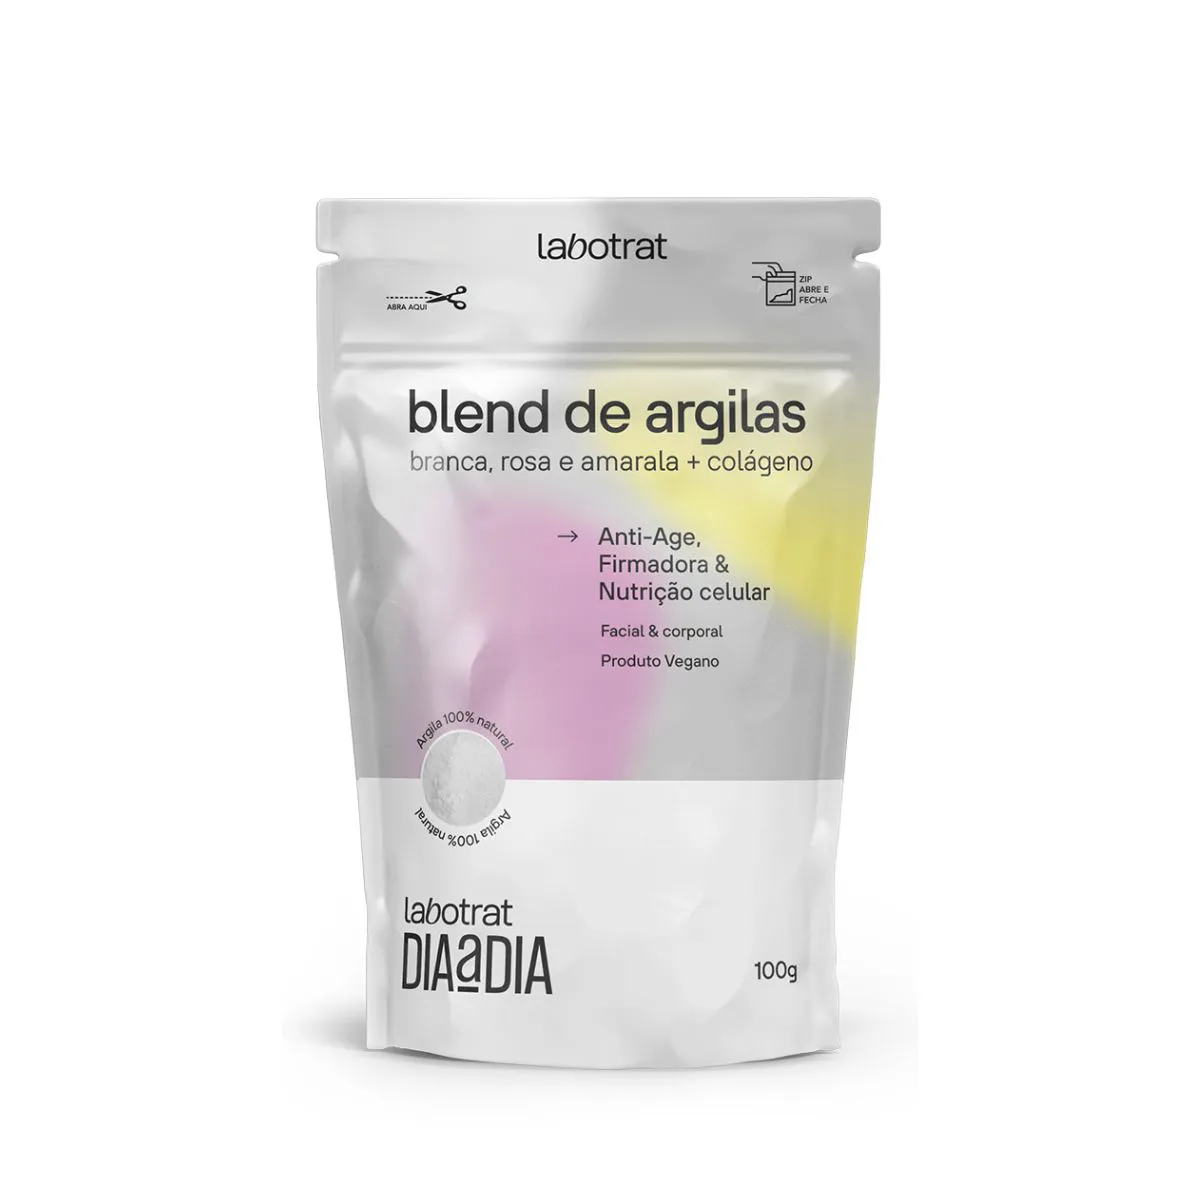 labotrat
ABRA AQUI
ZIP
ABRE E
FECHA
blend de argilas
branca, rosa e amarala + colágeno
→ Anti-Age,
Firmadora &
Nutrição celular
Facial & corporal
Produto Vegano
Argila 100% natural
Argila 100% natural
labotrat
DIAaDIA
100g